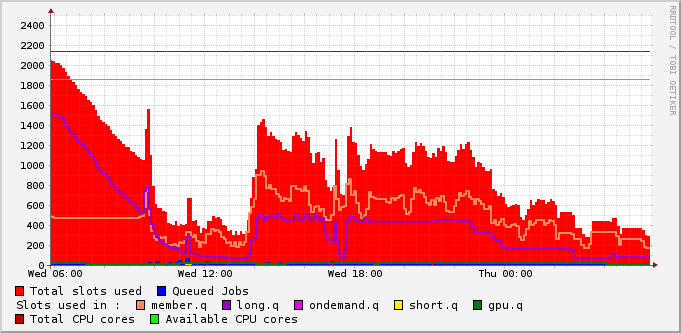 2400
2200
2000
1800
1600
1400
1200
1000
800
600
400
200
0
Wed 06:00 Wed 12:00 Wed 18:00 Thu 00:00
Total slots used Queued Jobs
Slots used in : member.q long.q ondemand.q short.q gpu.q
Total CPU cores Available CPU cores
RRDTOOL / TOBI OETIKER